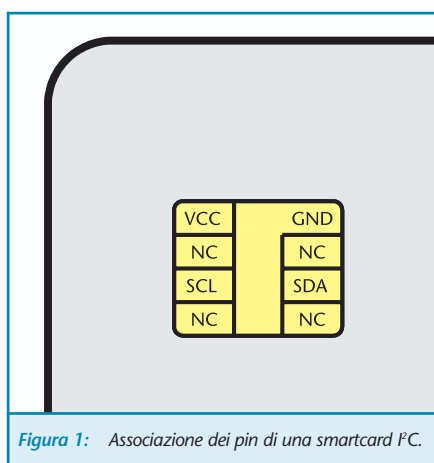 VCC GND
NC NC
SCL SDA
NC NC
Figura 1: Associazione dei pin di una smartcard I²C.